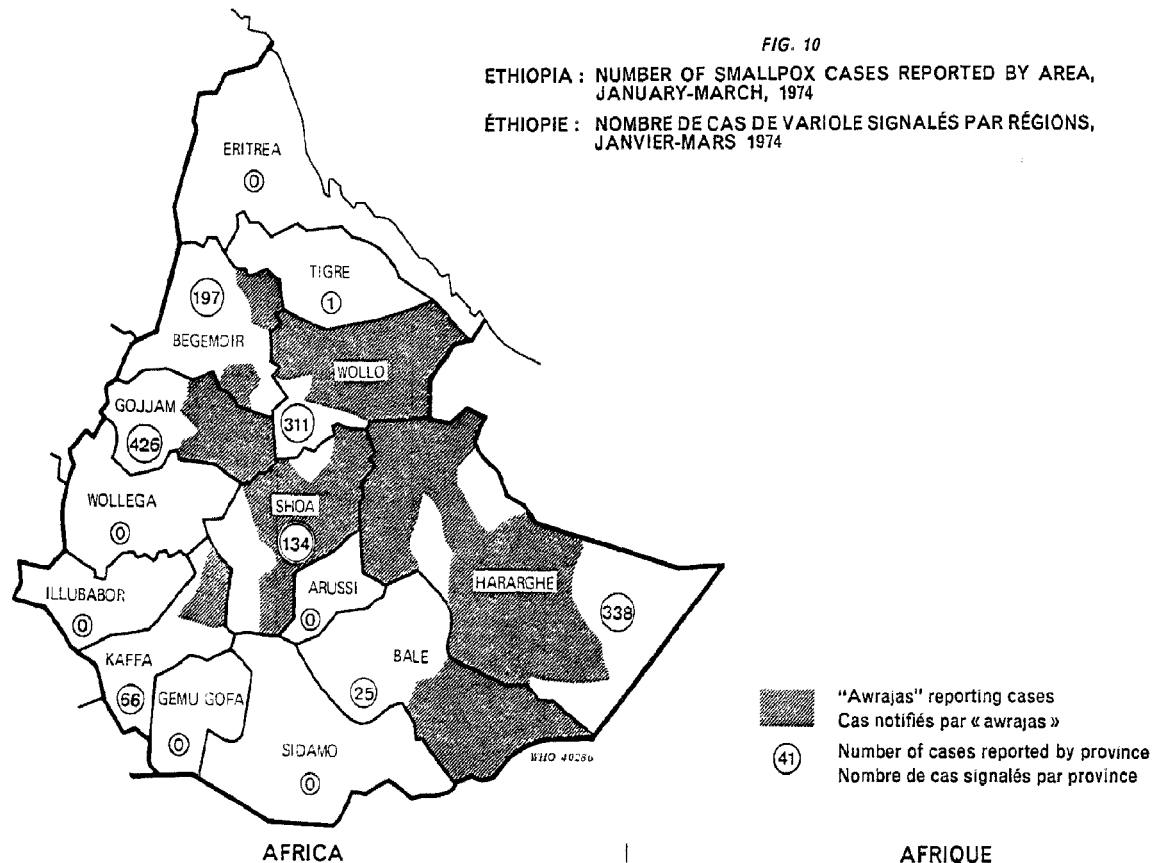 FIG. 10
ETHIOPIA : NUMBER OF SMALLPOX CASES REPORTED BY AREA,
JANUARY-MARCH, 1974
ÉTHIOPIE : NOMBRE DE CAS DE VARIOLE SIGNALÉS PAR RÉGIONS,
JANVIER-MARS 1974
ERITREA
0
TIGRE
1
197
BEGEMDIR
WOLLO
311
GOJJAM
426
WOLLEGA
0
SHOA
134
ILLUBABOR
0
ARUSSI
0
HARARGHE
338
KAFFA
66
GEMU GOFA
0
BALE
25
SIDAMO
0
WHO 40286
"Awrajas" reporting cases
Cas notifiés par « awrajas »
41
Number of cases reported by province
Nombre de cas signalés par province
AFRICA
AFRIQUE